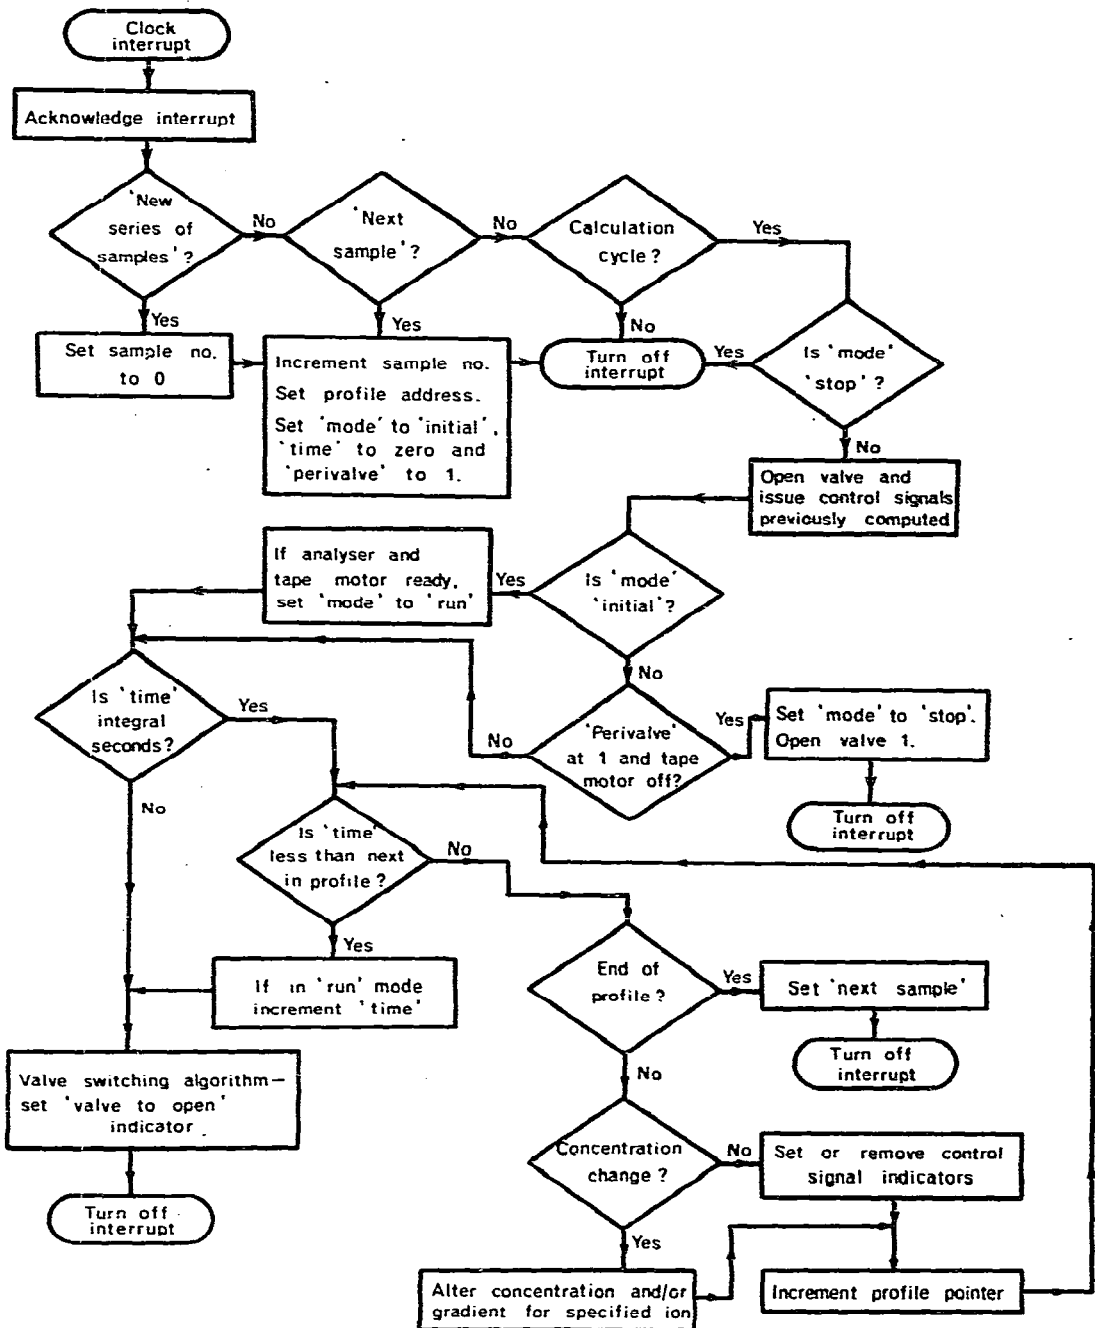 Clock
interrupt
Acknowledge interrupt
'New
series of
samples'?
No
'Next
sample'?
No
Calculation
cycle?
Yes
Yes
Yes
No
Set sample no.
to 0
Increment sample no.
Set profile address.
Set 'mode' to 'initial',
'time' to zero and
'perivalve' to 1.
Turn off
interrupt
Yes
Is 'mode'
'stop'?
No
Open valve and
issue control signals
previously computed
If analyser and
tape motor ready,
set 'mode' to 'run'
Yes
Is 'mode'
'initial'?
No
Is 'time'
integral
seconds?
Yes
No
No
'Perivalve'
at 1 and tape
motor off?
Yes
Set 'mode' to 'stop'.
Open valve 1.
Turn off
interrupt
Is 'time'
less than next
in profile?
No
Yes
If in 'run' mode
increment 'time'
End of
profile?
Yes
Set 'next sample'
Turn off
interrupt
No
Valve switching algorithm—
set 'valve to open'
indicator
Turn off
interrupt
Concentration
change?
No
Set or remove control
signal indicators
Yes
Alter concentration and/or
gradient for specified ion
Increment profile pointer